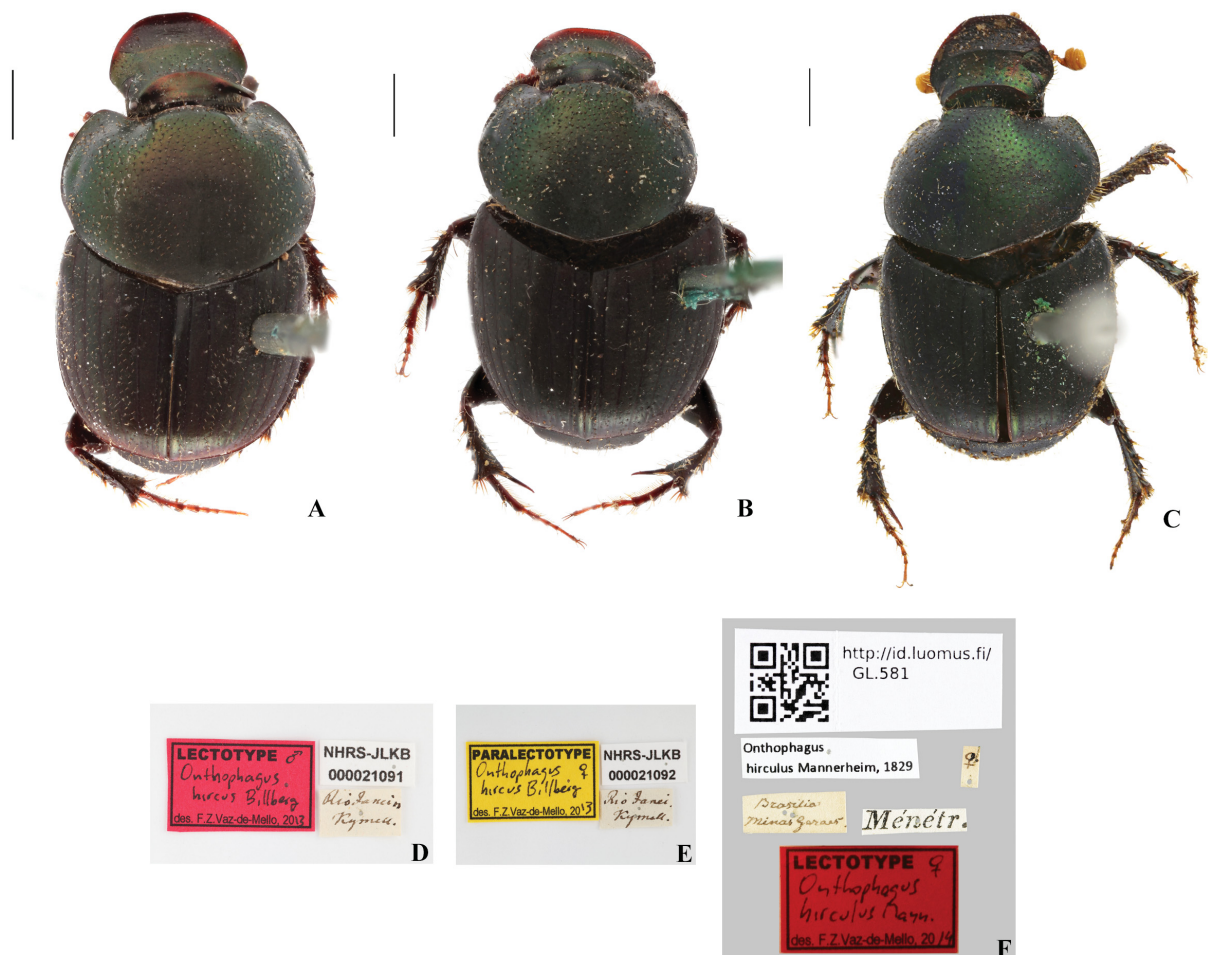 A
B
C
LECTOTYPE ♂
Onthophagus
hircus Billberg
des. F.Z.Vaz-de-Mello, 2013
NHRS-JLKB
000021091
Rio Janein
Kymell.
D
PARALECTOTYPE
Onthophagus ♀
hircus Billberg
des. F.Z.Vaz-de-Mello, 2013
NHRS-JLKB
000021092
Rio Janei.
Kymell.
E
http://id.luomus.fi/
GL.581
Onthophagus
hirculus Mannerheim, 1829
♀
Brasilia
Minas Geraes.
Ménétr.
LECTOTYPE ♀
Onthophagus
hirculus Mann.
des. F.Z.Vaz-de-Mello, 2014
F